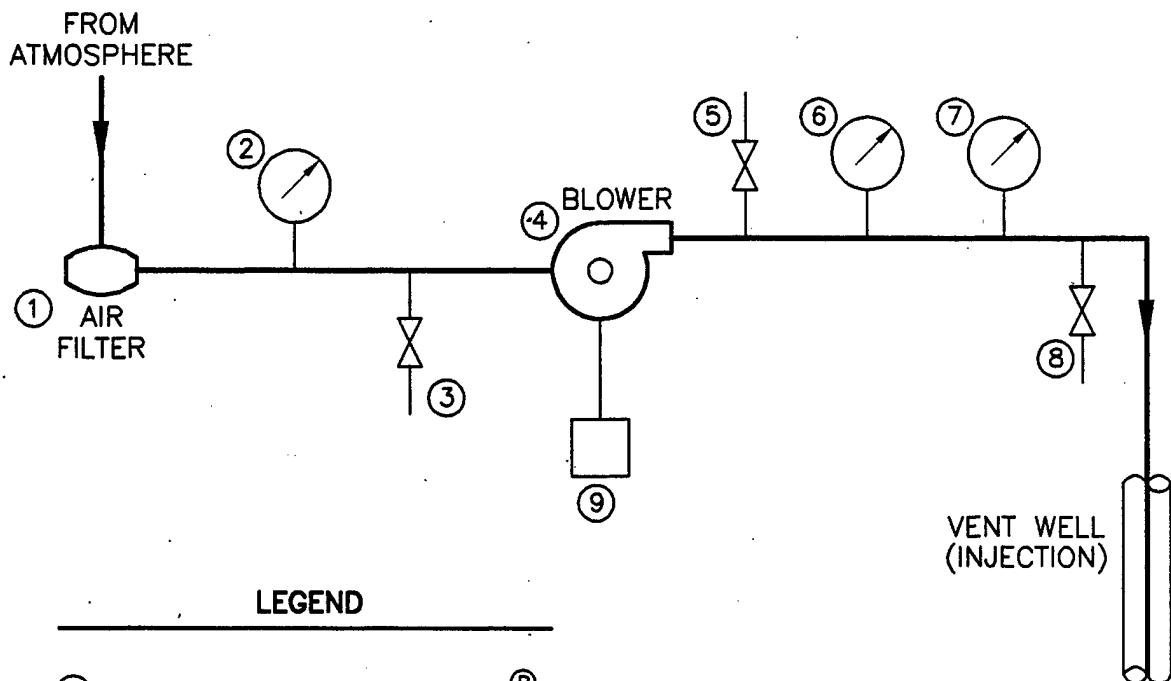 FROM
ATMOSPHERE
①
AIR
FILTER
②
③
④
BLOWER
⑤
⑥
⑦
⑧
⑨
VENT WELL
(INJECTION)
LEGEND